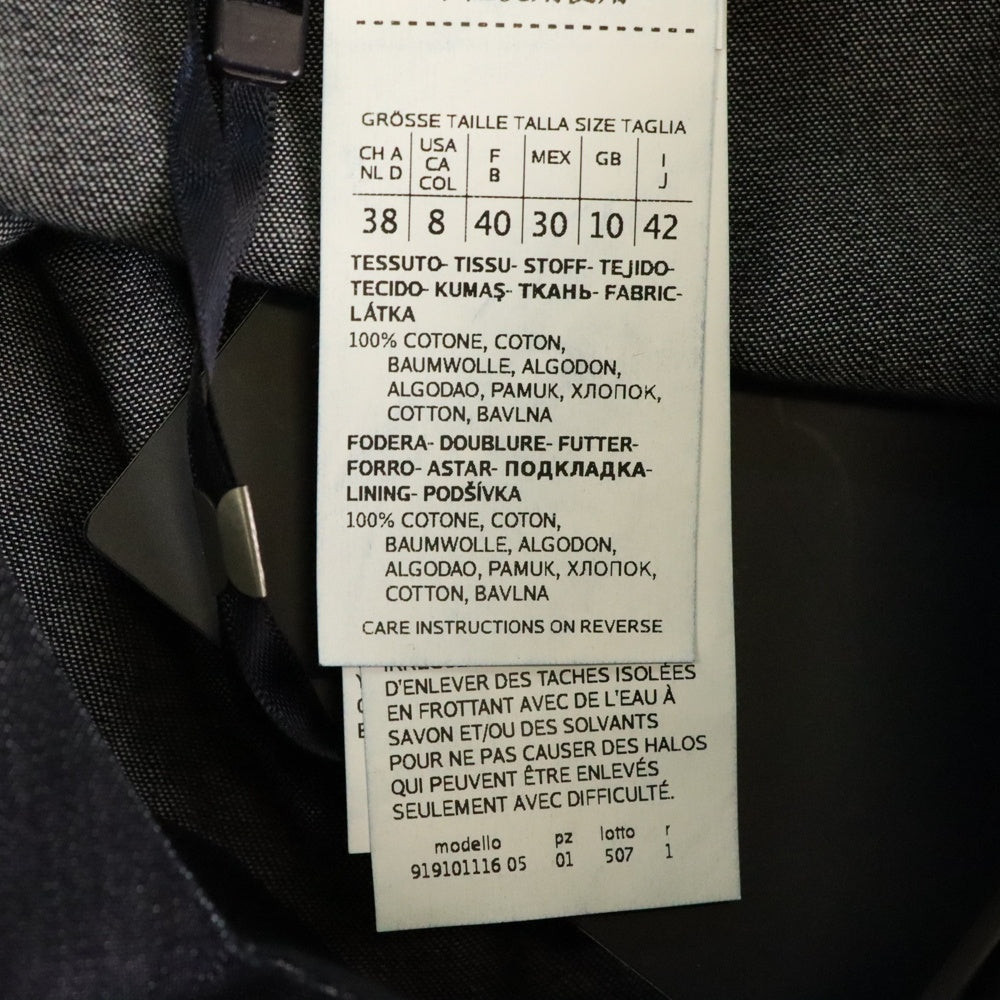 GRÖSSE TAILLE TALLA SIZE TAGLIA
CH A USA F MEX GB I
NL D CA B J
COL
38 8 40 30 10 42
TESSUTO- TISSU- STOFF- TEJIDO-
TECIDO- KUMAŞ- ТКАНЬ- FABRIC-
LÁTKA
100% COTONE, COTON,
BAUMWOLLE, ALGODON,
ALGODAO, PAMUK, ХЛОПОК,
COTTON, BAVLNA
FODERA- DOUBLURE- FUTTER-
FORRO- ASTAR- ПОДКЛАДКА-
LINING- PODŠÍVKA
100% COTONE, COTON,
BAUMWOLLE, ALGODON,
ALGODAO, PAMUK, ХЛОПОК,
COTTON, BAVLNA
CARE INSTRUCTIONS ON REVERSE
D'ENLEVER DES TACHES ISOLÉES
EN FROTTANT AVEC DE L'EAU À
SAVON ET/OU DES SOLVANTS
POUR NE PAS CAUSER DES HALOS
QUI PEUVENT ÊTRE ENLEVÉS
SEULEMENT AVEC DIFFICULTÉ.
modello pz lotto r
919101116 05 01 507 1